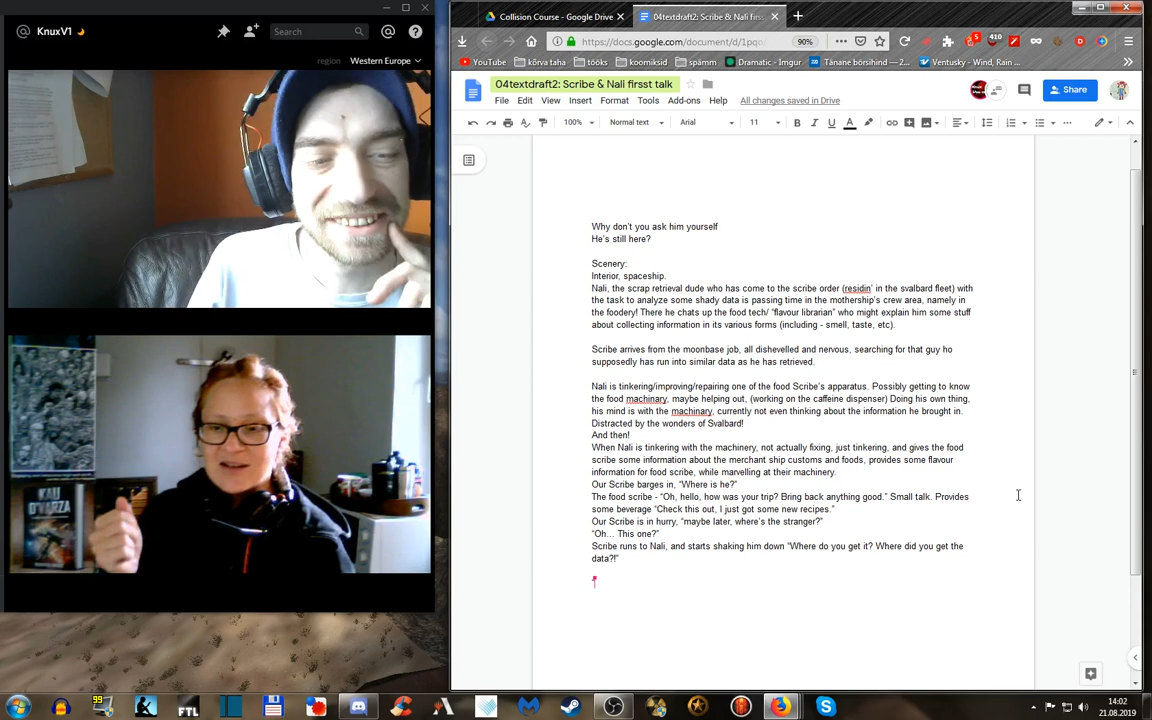 KnuxV1
Search
region
Western Europe
KAU
D'VARZA
Collision Course - Google Drive
04textdraft2: Scribe & Nali firss
https://docs.google.com/document/d/1pqo
90%
5
410
YouTube
kõrva taha
tööks
koomiksid
spämm
Dramatic - Imgur
Tänane börsihind — 2...
Ventusky - Wind, Rain ...
04textdraft2: Scribe & Nali firsst talk
File Edit View Insert Format Tools Add-ons Help All changes saved in Drive
Share
100% Normal text Arial 11 B I U A
Why don't you ask him yourself
He's still here?
Scenery:
Interior, spaceship.
Nali, the scrap retrieval dude who has come to the scribe order (residin' in the svalbard fleet) with
the task to analyze some shady data is passing time in the mothership's crew area, namely in
the foodery! There he chats up the food tech/ "flavour librarian" who might explain him some stuff
about collecting information in its various forms (including - smell, taste, etc).
Scribe arrives from the moonbase job, all dishevelled and nervous, searching for that guy ho
supposedly has run into similar data as he has retrieved.
Nali is tinkering/improving/repairing one of the food Scribe's apparatus. Possibly getting to know
the food machinary, maybe helping out, (working on the caffeine dispenser) Doing his own thing,
his mind is with the machinary, currently not even thinking about the information he brought in.
Distracted by the wonders of Svalbard!
And then!
When Nali is tinkering with the machinery, not actually fixing, just tinkering, and gives the food
scribe some information about the merchant ship customs and foods, provides some flavour
information for food scribe, while marvelling at their machinery.
Our Scribe barges in, "Where is he?"
The food scribe - "Oh, hello, how was your trip? Bring back anything good." Small talk. Provides
some beverage "Check this out, I just got some new recipes."
Our Scribe is in hurry, "maybe later, where's the stranger?"
"Oh... This one?"
Scribe runs to Nali, and starts shaking him down "Where do you get it? Where did you get the
data?!"
99
FTL
14:02
21.08.2019